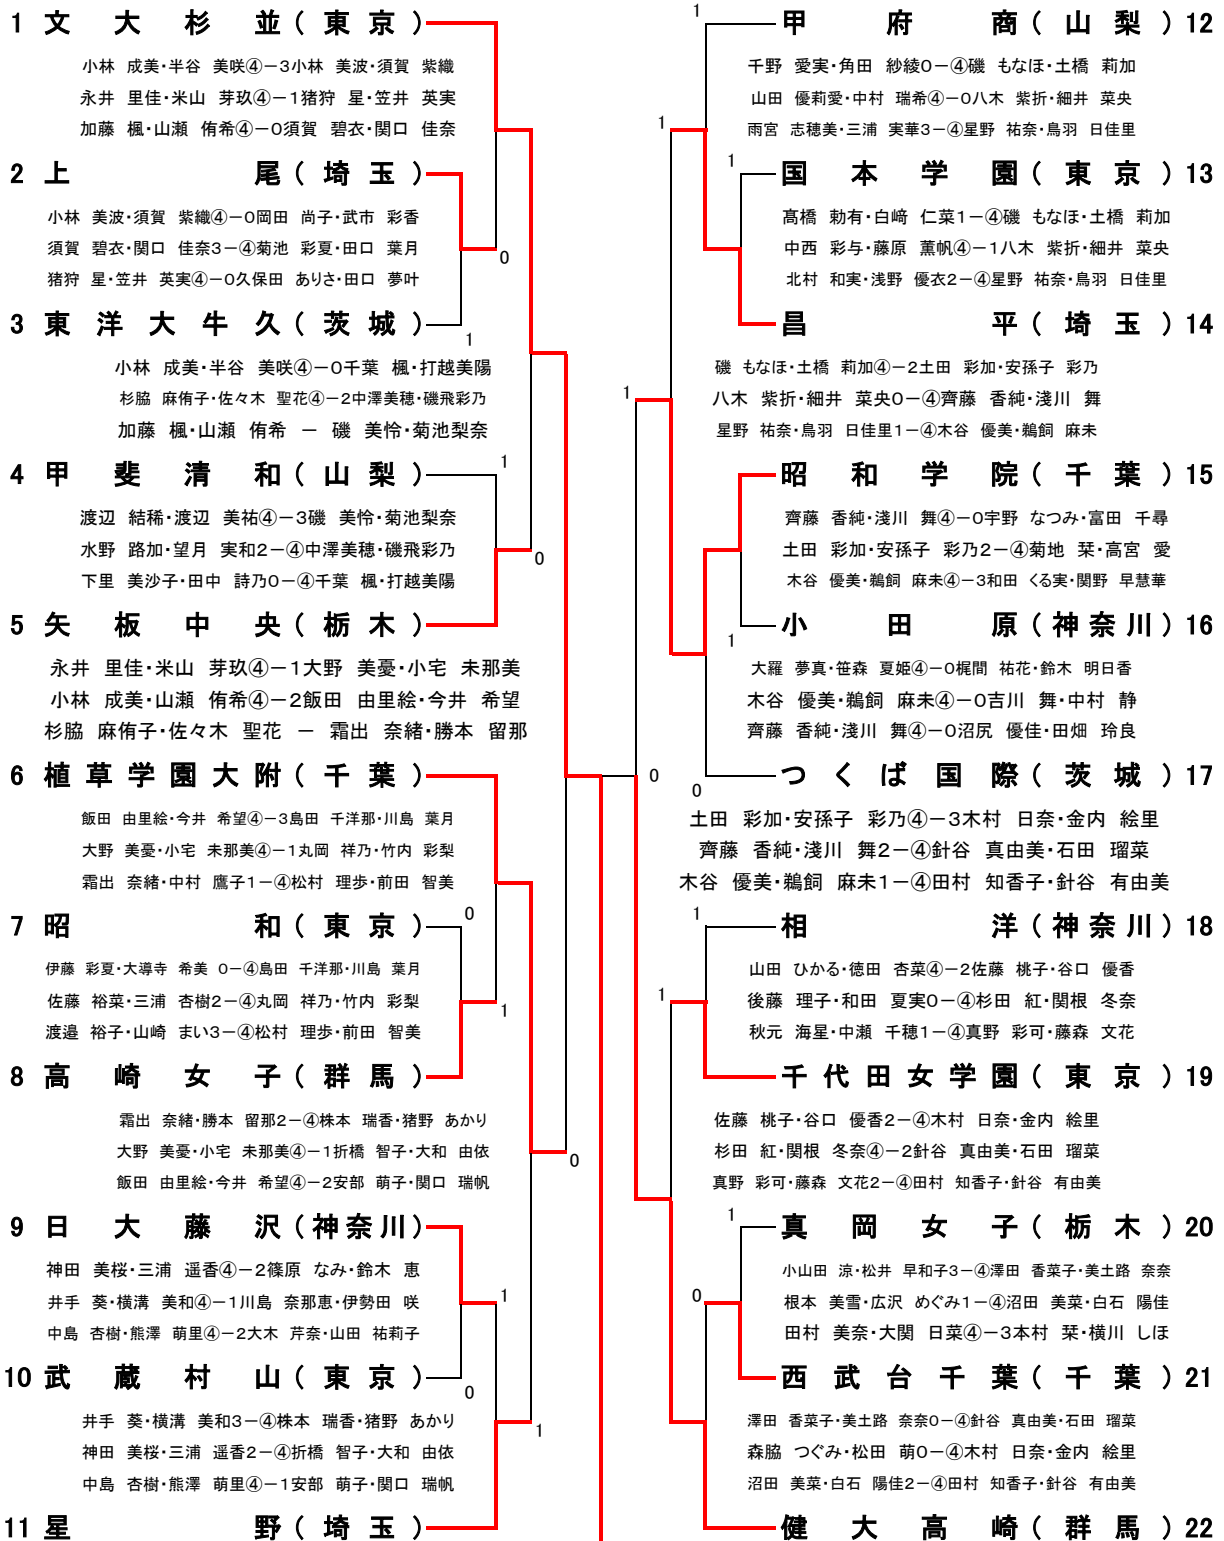 1 文大杉並(東京)
小林 成美・半谷 美咲④－3小林 美波・須賀 紫織
永井 里佳・米山 芽玖④－1猪狩 星・笠井 英実
加藤 楓・山瀬 侑希④－0須賀 碧衣・関口 佳奈
2 上尾(埼玉)
小林 美波・須賀 紫織④－0岡田 尚子・武市 彩香
須賀 碧衣・関口 佳奈3－④菊池 彩夏・田口 葉月
猪狩 星・笠井 英実④－0久保田 ありさ・田口 夢叶
0
3 東洋大牛久(茨城)
1
小林 成美・半谷 美咲④－0千葉 楓・打越美陽
杉脇 麻侑子・佐々木 聖花④－2中澤美穂・磯飛彩乃
加藤 楓・山瀬 侑希 － 磯 美怜・菊池梨奈
4 甲斐清和(山梨)
1
渡辺 結稀・渡辺 美祐④－3磯 美怜・菊池梨奈
水野 路加・望月 実和2－④中澤美穂・磯飛彩乃
下里 美沙子・田中 詩乃0－④千葉 楓・打越美陽
0
5 矢板中央(栃木)
永井 里佳・米山 芽玖④－1大野 美憂・小宅 未那美
小林 成美・山瀬 侑希④－2飯田 由里絵・今井 希望
杉脇 麻侑子・佐々木 聖花 － 霜出 奈緒・勝本 留那
6 植草学園大附(千葉)
飯田 由里絵・今井 希望④－3島田 千洋那・川島 葉月
大野 美憂・小宅 未那美④－1丸岡 祥乃・竹内 彩梨
霜出 奈緒・中村 鷹子1－④松村 理歩・前田 智美
7 昭和(東京)
0
伊藤 彩夏・大導寺 希美 0－④島田 千洋那・川島 葉月
佐藤 裕菜・三浦 杏樹2－④丸岡 祥乃・竹内 彩梨
渡邉 裕子・山崎 まい3－④松村 理歩・前田 智美
1
8 高崎女子(群馬)
霜出 奈緒・勝本 留那2－④株本 瑞香・猪野 あかり
大野 美憂・小宅 未那美④－1折橋 智子・大和 由依
飯田 由里絵・今井 希望④－2安部 萌子・関口 瑞帆
0
9 日大藤沢(神奈川)
神田 美桜・三浦 遥香④－2篠原 なみ・鈴木 恵
井手 葵・横溝 美和④－1川島 奈那恵・伊勢田 咲
中島 杏樹・熊澤 萌里④－2大木 芹奈・山田 祐莉子
1
10 武蔵村山(東京)
0
井手 葵・横溝 美和3－④株本 瑞香・猪野 あかり
神田 美桜・三浦 遥香2－④折橋 智子・大和 由依
中島 杏樹・熊澤 萌里④－1安部 萌子・関口 瑞帆
1
11 星野(埼玉)
1
甲府商(山梨) 12
千野 愛実・角田 紗綾0－④磯 もなほ・土橋 莉加
山田 優莉愛・中村 瑞希④－0八木 紫折・細井 菜央
雨宮 志穂美・三浦 実華3－④星野 祐奈・鳥羽 日佳里
1
1
国本学園(東京) 13
髙橋 勅有・白﨑 仁菜1－④磯 もなほ・土橋 莉加
中西 彩与・藤原 薫帆④－1八木 紫折・細井 菜央
北村 和実・浅野 優衣2－④星野 祐奈・鳥羽 日佳里
昌平(埼玉) 14
磯 もなほ・土橋 莉加④－2土田 彩加・安孫子 彩乃
八木 紫折・細井 菜央0－④齊藤 香純・淺川 舞
星野 祐奈・鳥羽 日佳里1－④木谷 優美・鵜飼 麻未
1
昭和学院(千葉) 15
齊藤 香純・淺川 舞④－0宇野 なつみ・富田 千尋
土田 彩加・安孫子 彩乃2－④菊地 栞・高宮 愛
木谷 優美・鵜飼 麻未④－3和田 くる実・関野 早慧華
小田原(神奈川) 16
1
大羅 夢真・笹森 夏姫④－0梶間 祐花・鈴木 明日香
木谷 優美・鵜飼 麻未④－0吉川 舞・中村 静
齊藤 香純・淺川 舞④－0沼尻 優佳・田畑 玲良
0
つくば国際(茨城) 17
0
土田 彩加・安孫子 彩乃④－3木村 日奈・金内 絵里
齊藤 香純・淺川 舞2－④針谷 真由美・石田 瑠菜
木谷 優美・鵜飼 麻未1－④田村 知香子・針谷 有由美
1
相洋(神奈川) 18
山田 ひかる・徳田 杏菜④－2佐藤 桃子・谷口 優香
後藤 理子・和田 夏実0－④杉田 紅・関根 冬奈
秋元 海星・中瀬 千穂1－④真野 彩可・藤森 文花
1
千代田女学園(東京) 19
佐藤 桃子・谷口 優香2－④木村 日奈・金内 絵里
杉田 紅・関根 冬奈④－2針谷 真由美・石田 瑠菜
真野 彩可・藤森 文花2－④田村 知香子・針谷 有由美
1
真岡女子(栃木) 20
小山田 涼・松井 早和子3－④澤田 香菜子・美土路 奈奈
根本 美雪・広沢 めぐみ1－④沼田 美菜・白石 陽佳
田村 美奈・大関 日菜④－3本村 栞・横川 しほ
0
西武台千葉(千葉) 21
澤田 香菜子・美土路 奈奈0－④針谷 真由美・石田 瑠菜
森脇 つぐみ・松田 萌0－④木村 日奈・金内 絵里
沼田 美菜・白石 陽佳2－④田村 知香子・針谷 有由美
健大高崎(群馬) 22